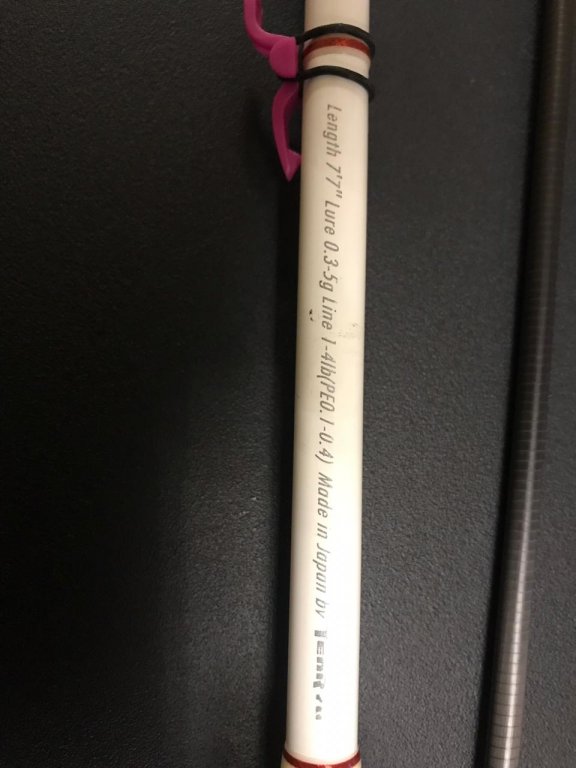 Length 7'7" Lure 0.3-5g Line 1-4lb(PE0.1-0.4) Made in Japan by